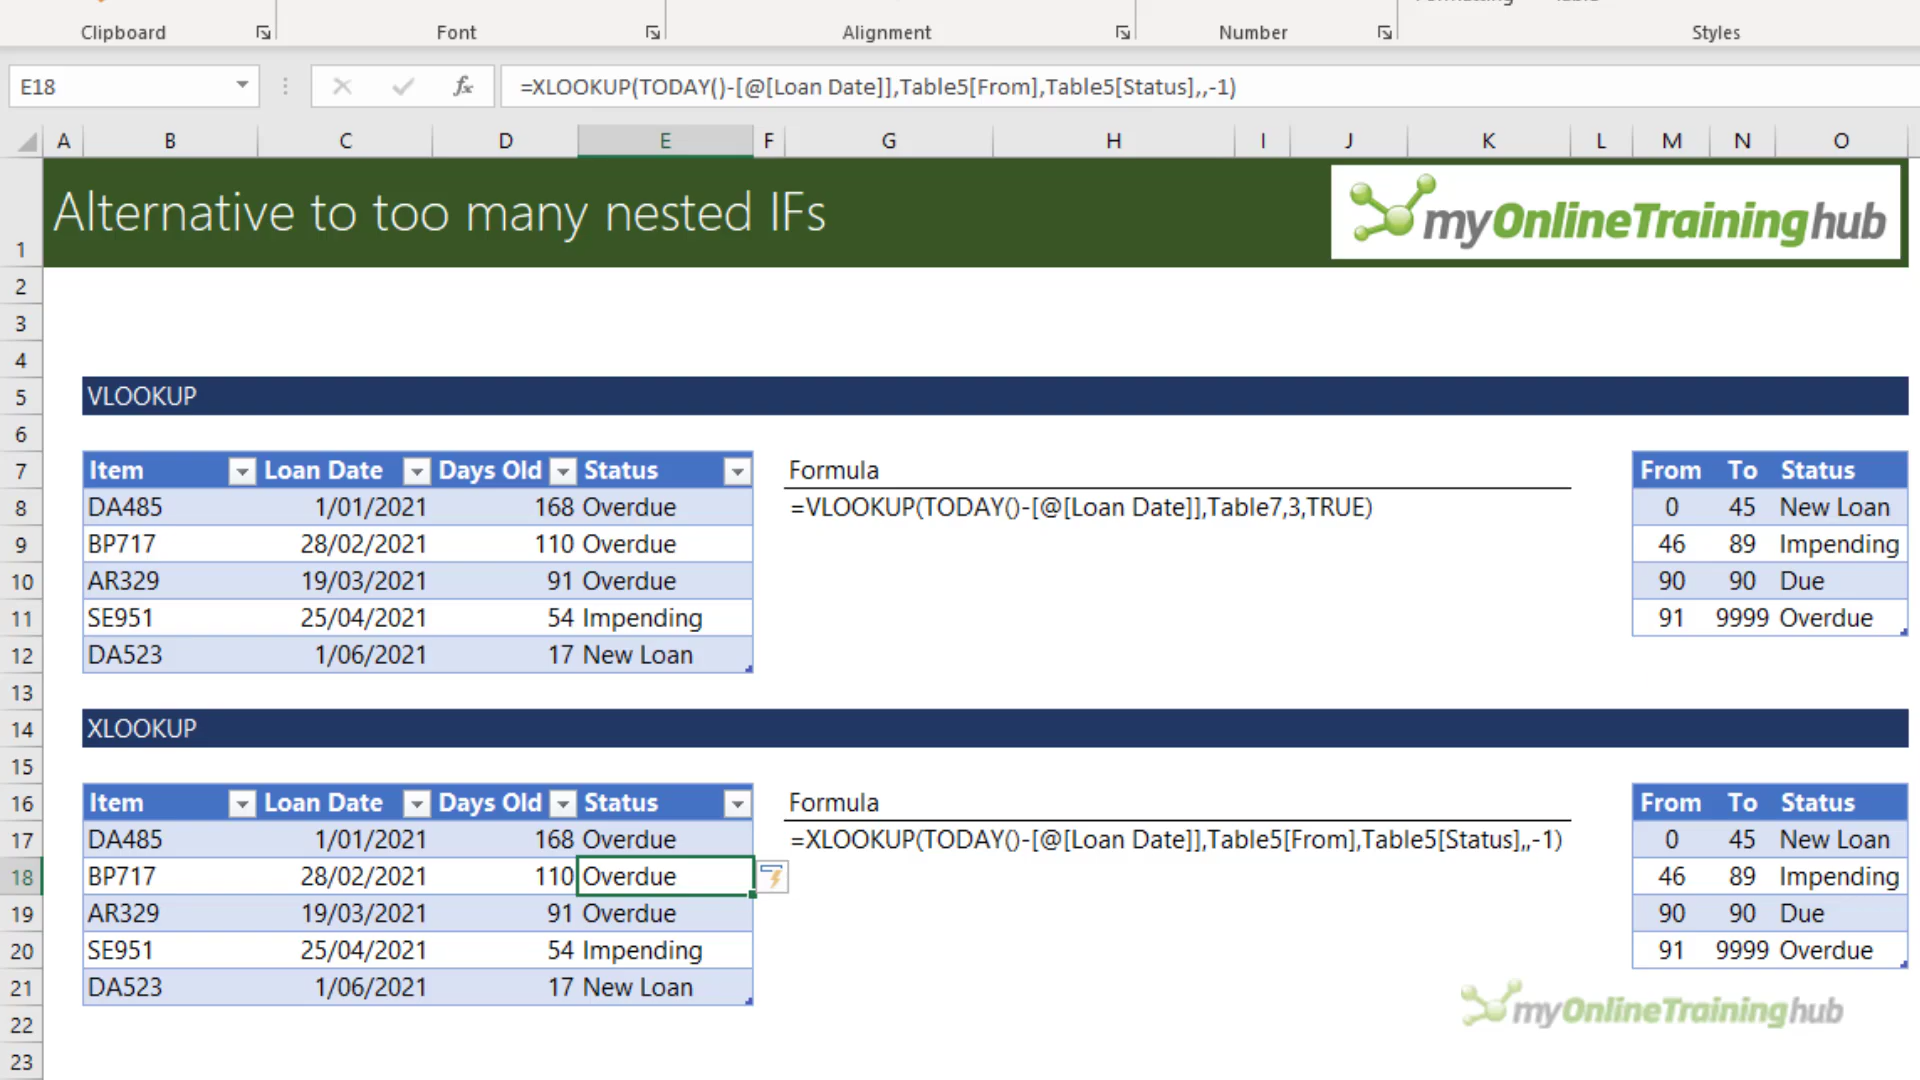 Clipboard Font Alignment Number Styles
E18 fx =XLOOKUP(TODAY()-[@[Loan Date]],Table5[From],Table5[Status],,-1)
A B C D E F G H I J K L M N O
1 Alternative to too many nested IFs myOnlineTraininghub
2
3
4
5 VLOOKUP
6
7 Item Loan Date Days Old Status Formula From To Status
8 DA485 1/01/2021 168 Overdue =VLOOKUP(TODAY()-[@[Loan Date]],Table7,3,TRUE) 0 45 New Loan
9 BP717 28/02/2021 110 Overdue 46 89 Impending
10 AR329 19/03/2021 91 Overdue 90 90 Due
11 SE951 25/04/2021 54 Impending 91 9999 Overdue
12 DA523 1/06/2021 17 New Loan
13
14 XLOOKUP
15
16 Item Loan Date Days Old Status Formula From To Status
17 DA485 1/01/2021 168 Overdue =XLOOKUP(TODAY()-[@[Loan Date]],Table5[From],Table5[Status],,-1) 0 45 New Loan
18 BP717 28/02/2021 110 Overdue 46 89 Impending
19 AR329 19/03/2021 91 Overdue 90 90 Due
20 SE951 25/04/2021 54 Impending 91 9999 Overdue
21 DA523 1/06/2021 17 New Loan
myOnlineTraininghub
22
23